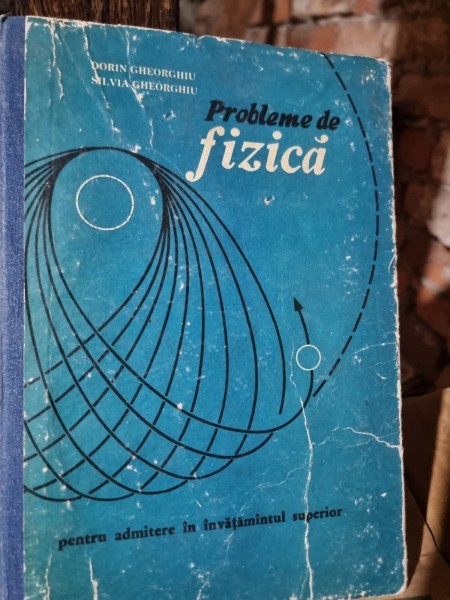 DORIN GHEORGHIU
SILVIA GHEORGHIU
Probleme de
fizică
pentru admitere în învățămîntul superior